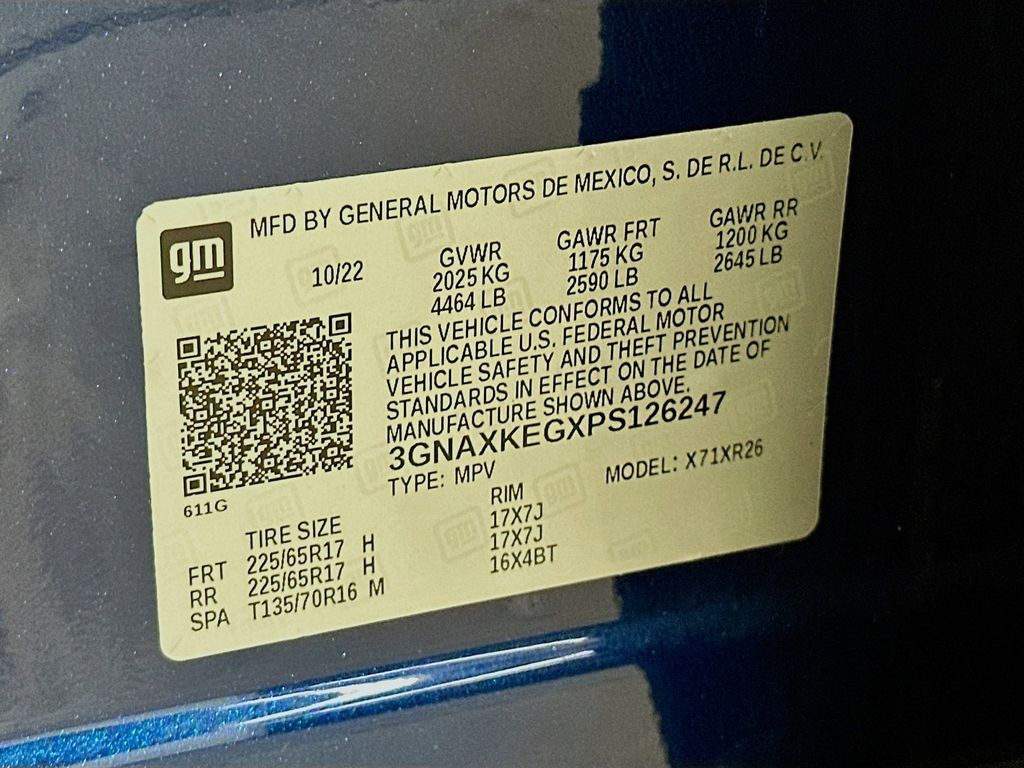 MFD BY GENERAL MOTORS DE MEXICO, S. DE R.L. DE C.V.
gm
10/22
GVWR
2025 KG
4464 LB
GAWR FRT
1175 KG
2590 LB
GAWR RR
1200 KG
2645 LB
THIS VEHICLE CONFORMS TO ALL
APPLICABLE U.S. FEDERAL MOTOR
VEHICLE SAFETY AND THEFT PREVENTION
STANDARDS IN EFFECT ON THE DATE OF
MANUFACTURE SHOWN ABOVE.
3GNAXKEGXPS126247
TYPE: MPV MODEL: X71XR26
611G
TIRE SIZE RIM
FRT 225/65R17 H 17X7J
RR 225/65R17 H 17X7J
SPA T135/70R16 M 16X4BT